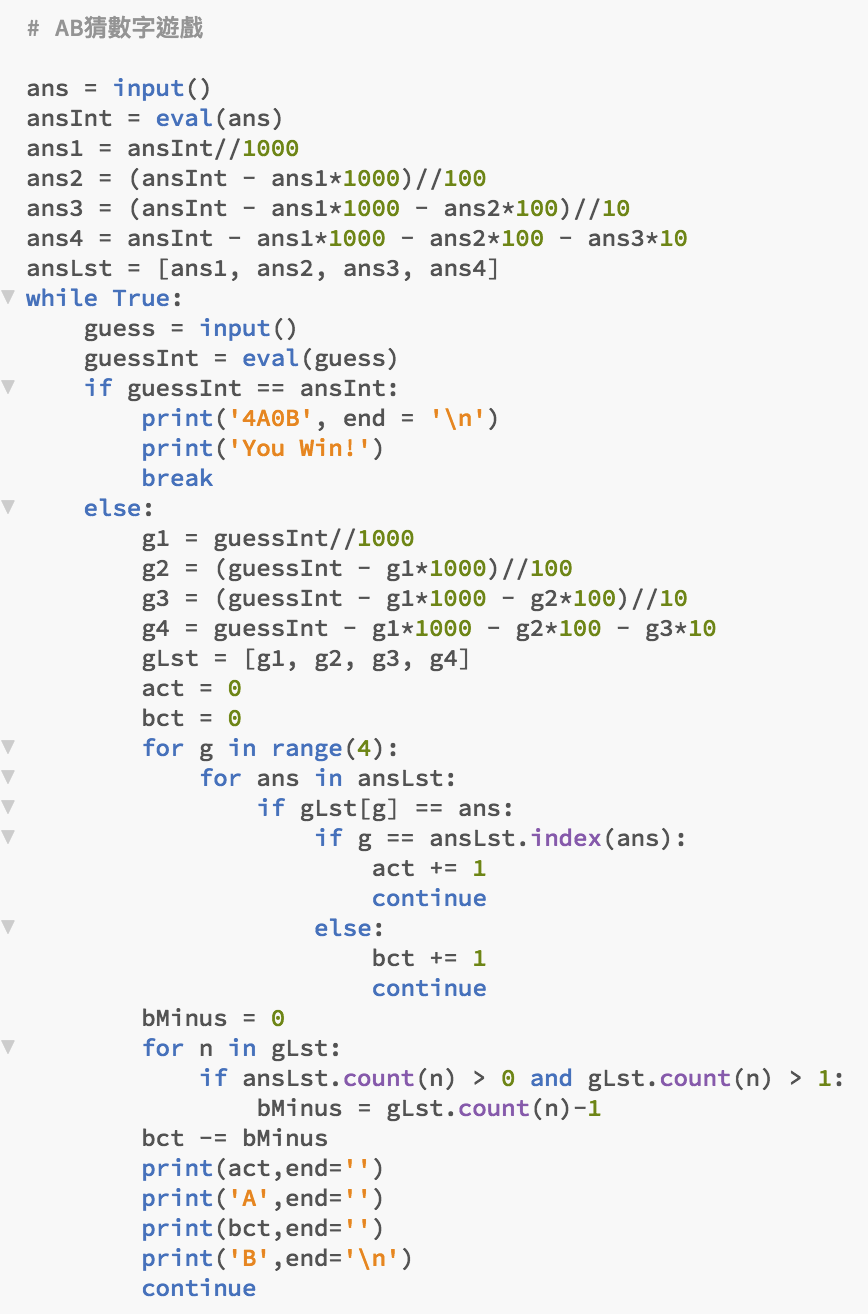 # AB猜數字遊戲

ans = input()
ansInt = eval(ans)
ans1 = ansInt//1000
ans2 = (ansInt - ans1*1000)//100
ans3 = (ansInt - ans1*1000 - ans2*100)//10
ans4 = ansInt - ans1*1000 - ans2*100 - ans3*10
ansLst = [ans1, ans2, ans3, ans4]
while True:
    guess = input()
    guessInt = eval(guess)
    if guessInt == ansInt:
        print('4A0B', end = '\n')
        print('You Win!')
        break
    else:
        g1 = guessInt//1000
        g2 = (guessInt - g1*1000)//100
        g3 = (guessInt - g1*1000 - g2*100)//10
        g4 = guessInt - g1*1000 - g2*100 - g3*10
        gLst = [g1, g2, g3, g4]
        act = 0
        bct = 0
        for g in range(4):
            for ans in ansLst:
                if gLst[g] == ans:
                    if g == ansLst.index(ans):
                        act += 1
                        continue
                    else:
                        bct += 1
                        continue
        bMinus = 0
        for n in gLst:
            if ansLst.count(n) > 0 and gLst.count(n) > 1:
                bMinus = gLst.count(n)-1
        bct -= bMinus
        print(act,end='')
        print('A',end='')
        print(bct,end='')
        print('B',end='\n')
        continue